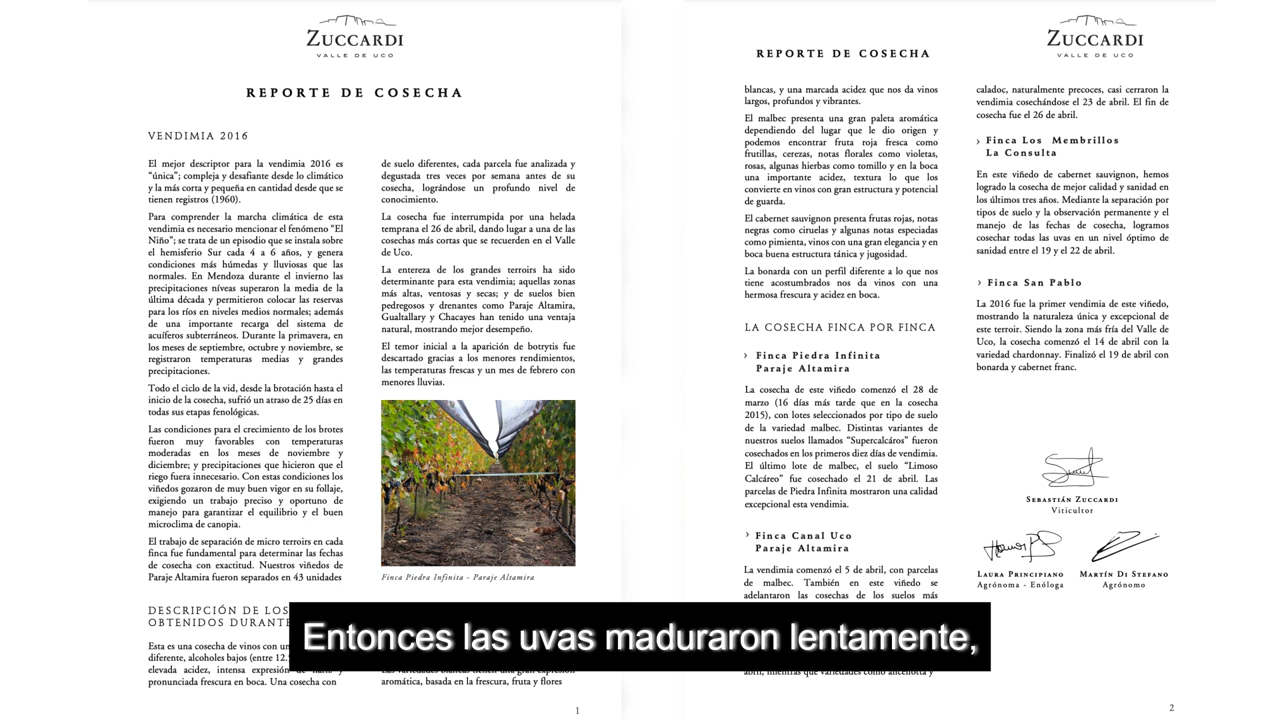 ZUCCARDI
VALLE DE UCO
REPORTE DE COSECHA
VENDIMIA 2016
El mejor descriptor para la vendimia 2016 es
“única”; compleja y desafiante desde lo climático
y la más corta y pequeña en cantidad desde que se
tienen registros (1960).
Para comprender la marcha climática de esta
vendimia es necesario mencionar el fenómeno “El
Niño”; se trata de un episodio que se instala sobre
el hemisferio Sur cada 4 a 6 años, y genera
condiciones más húmedas y lluviosas que las
normales. En Mendoza durante el invierno las
precipitaciones níveas superaron la media de la
última década y permitieron colocar las reservas
para los ríos en niveles medios normales; además
de una importante recarga del sistema de
acuíferos subterráneos. Durante la primavera, en
los meses de septiembre, octubre y noviembre, se
registraron temperaturas medias y grandes
precipitaciones.
Todo el ciclo de la vid, desde la brotación hasta el
inicio de la cosecha, sufrió un atraso de 25 días en
todas sus etapas fenológicas.
Las condiciones para el crecimiento de los brotes
fueron muy favorables con temperaturas
moderadas en los meses de noviembre y
diciembre; y precipitaciones que hicieron que el
riego fuera innecesario. Con estas condiciones los
viñedos gozaron de muy buen vigor en su follaje,
exigiendo un trabajo preciso y oportuno de
manejo para garantizar el equilibrio y el buen
microclima de canopia.
El trabajo de separación de micro terroirs en cada
finca fue fundamental para determinar las fechas
de cosecha con exactitud. Nuestros viñedos de
Paraje Altamira fueron separados en 43 unidades
de suelo diferentes, cada parcela fue analizada y
degustada tres veces por semana antes de su
cosecha, lográndose un profundo nivel de
conocimiento.
La cosecha fue interrumpida por una helada
temprana el 26 de abril, dando lugar a una de las
cosechas más cortas que se recuerden en el Valle
de Uco.
La entereza de los grandes terroirs ha sido
determinante para esta vendimia; aquellas zonas
más altas, ventosas y secas; y de suelos bien
pedregosos y drenantes como Paraje Altamira,
Gualtallary y Chacayes han tenido una ventaja
natural, mostrando mejor desempeño.
El temor inicial a la aparición de botrytis fue
descartado gracias a los menores rendimientos,
las temperaturas frescas y un mes de febrero con
menores lluvias.
Finca Piedra Infinita - Paraje Altamira
DESCRIPCIÓN DE LOS
OBTENIDOS DURANTE
Esta es una cosecha de vinos con un
diferente, alcoholes bajos (entre 12.
elevada acidez, intensa expresión
pronunciada frescura en boca. Una cosecha con
aromática, basada en la frescura, fruta y flores
1
ZUCCARDI
VALLE DE UCO
REPORTE DE COSECHA
blancas, y una marcada acidez que nos da vinos
largos, profundos y vibrantes.
El malbec presenta una gran paleta aromática
dependiendo del lugar que le dio origen y
podemos encontrar fruta roja fresca como
frutillas, cerezas, notas florales como violetas,
rosas, algunas hierbas como tomillo y en la boca
una importante acidez, textura lo que los
convierte en vinos con gran estructura y potencial
de guarda.
El cabernet sauvignon presenta frutas rojas, notas
negras como ciruelas y algunas notas especiadas
como pimienta, vinos con una gran elegancia y en
boca buena estructura tánica y jugosidad.
La bonarda con un perfil diferente a lo que nos
tiene acostumbrados nos da vinos con una
hermosa frescura y acidez en boca.
LA COSECHA FINCA POR FINCA
› Finca Piedra Infinita
Paraje Altamira
La cosecha de este viñedo comenzó el 28 de
marzo (16 días más tarde que en la cosecha
2015), con lotes seleccionados por tipo de suelo
de la variedad malbec. Distintas variantes de
nuestros suelos llamados “Supercalcáros” fueron
cosechados en los primeros diez días de vendimia.
El último lote de malbec, el suelo “Limoso
Calcáreo” fue cosechado el 21 de abril. Las
parcelas de Piedra Infinita mostraron una calidad
excepcional esta vendimia.
› Finca Canal Uco
Paraje Altamira
La vendimia comenzó el 5 de abril, con parcelas
de malbec. También en este viñedo se
adelantaron las cosechas de los suelos más
abril, mientras que variedades como ancellotta y
caladoc, naturalmente precoces, casi cerraron la
vendimia cosechándose el 23 de abril. El fin de
cosecha fue el 26 de abril.
› Finca Los Membrillos
La Consulta
En este viñedo de cabernet sauvignon, hemos
logrado la cosecha de mejor calidad y sanidad en
los últimos tres años. Mediante la separación por
tipos de suelo y la observación permanente y el
manejo de las fechas de cosecha, logramos
cosechar todas las uvas en un nivel óptimo de
sanidad entre el 19 y el 22 de abril.
› Finca San Pablo
La 2016 fue la primer vendimia de este viñedo,
mostrando la naturaleza única y excepcional de
este terroir. Siendo la zona más fría del Valle de
Uco, la cosecha comenzó el 14 de abril con la
variedad chardonnay. Finalizó el 19 de abril con
bonarda y cabernet franc.
SEBASTIÁN ZUCCARDI
Viticultor
LAURA PRINCIPIANO
Agrónoma - Enóloga
MARTÍN DI STEFANO
Agrónomo
2
Entonces las uvas maduraron lentamente,